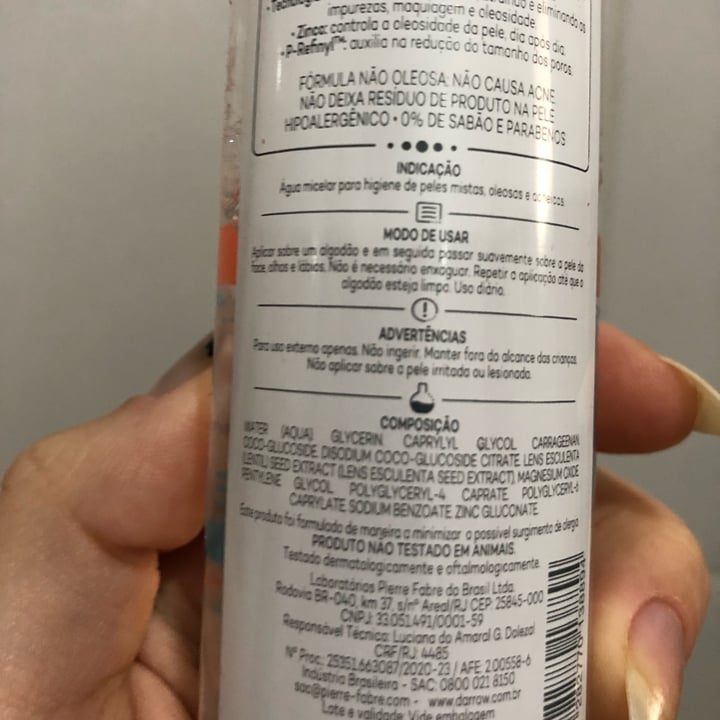 impurezas, maquiagem e oleosidade.
• Zinco: controla a oleosidade da pele, dia após dia.
• P-Refinyl™: auxilia na redução do tamanho dos poros.
FÓRMULA NÃO OLEOSA: NÃO CAUSA ACNE
NÃO DEIXA RESÍDUO DE PRODUTO NA PELE
HIPOALERGÊNICO • 0% DE SABÃO E PARABENOS
INDICAÇÃO
Água micelar para higiene de peles mistas, oleosas e acneicas.
MODO DE USAR
Aplicar sobre um algodão e em seguida passar suavemente sobre a pele da
face, olhos e lábios. Não é necessário enxaguar. Repetir a aplicação até que o
algodão esteja limpo. Uso diário.
ADVERTÊNCIAS
Para uso externo apenas. Não ingerir. Manter fora do alcance das crianças.
Não aplicar sobre a pele irritada ou lesionada.
COMPOSIÇÃO
WATER (AQUA), GLYCERIN, CAPRYLYL GLYCOL, CARRAGEENAN,
COCO-GLUCOSIDE, DISODIUM COCO-GLUCOSIDE CITRATE, LENS ESCULENTA
(LENTIL) SEED EXTRACT (LENS ESCULENTA SEED EXTRACT), MAGNESIUM OXIDE,
PENTYLENE GLYCOL, POLYGLYCERYL-4 CAPRATE, POLYGLYCERYL-6
CAPRYLATE, SODIUM BENZOATE, ZINC GLUCONATE.
Este produto foi formulado de maneira a minimizar o possível surgimento de alergia.
PRODUTO NÃO TESTADO EM ANIMAIS.
Testado dermatologicamente e oftalmologicamente.
Laboratórios Pierre Fabre do Brasil Ltda.
Rodovia BR-040, km 37, s/nº Areal/RJ CEP: 25845-000
CNPJ: 33.051.491/0001-59
Responsável Técnica: Luciana do Amaral G. Dolezal
CRF/RJ: 4485
Nº Proc.: 25351.663087/2020-23 / AFE 2.00558-6
Indústria Brasileira - SAC: 0800 021 8150
sac@pierre-fabre.com - www.darrow.com.br
Lote e validade: Vide embalagem